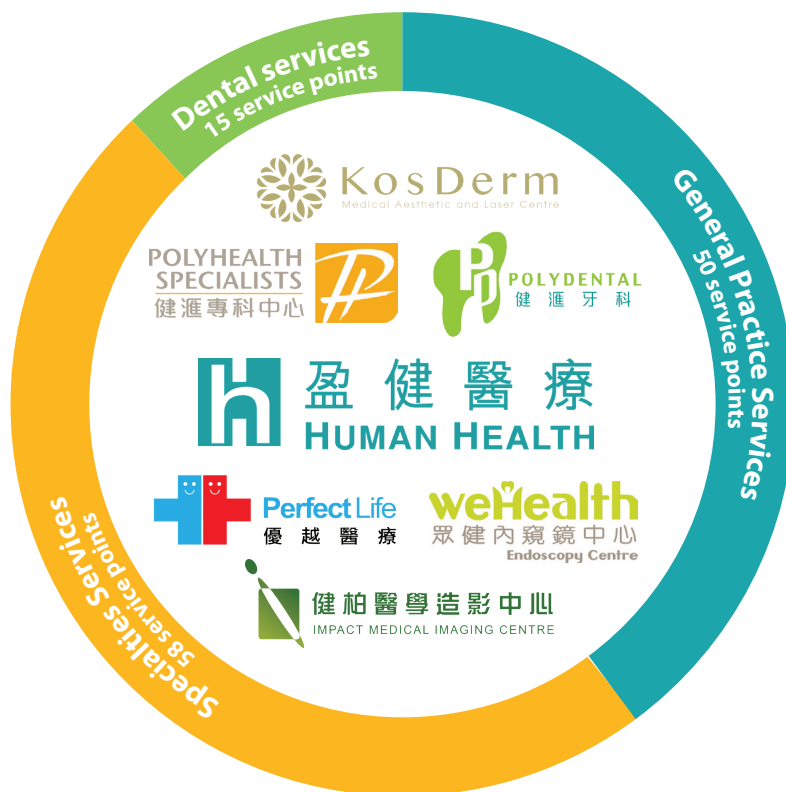 Dental services
15 service points
General Practice Services
50 service points
KosDerm
Medical Aesthetic and Laser Centre
POLYHEALTH
SPECIALISTS
健滙專科中心
POLYDENTAL
健滙牙科
盈健醫療
HUMAN HEALTH
Perfect Life
優越醫療
weHealth
眾健內窺鏡中心
Endoscopy Centre
健柏醫學造影中心
IMPACT MEDICAL IMAGING CENTRE
Specialties Services
58 service points